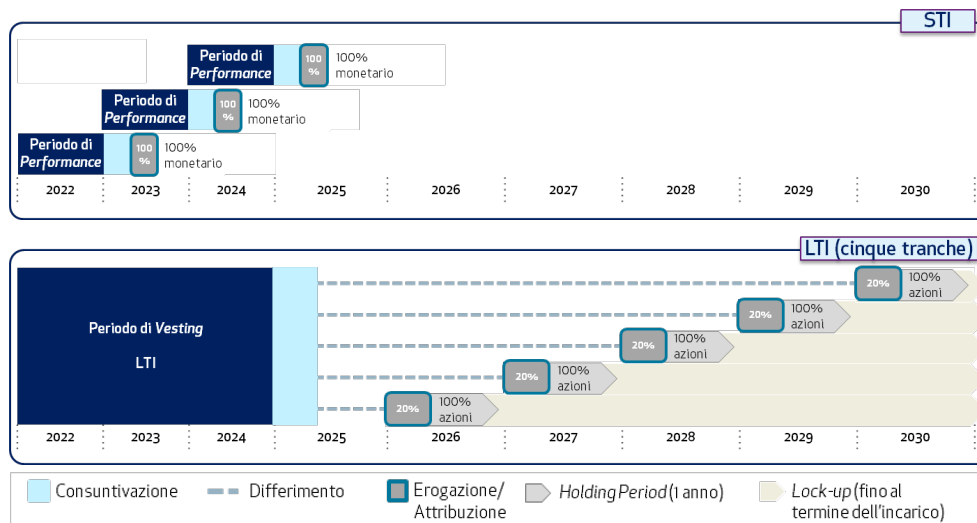 STI
Periodo di
Performance
100
%
100%
monetario
Periodo di
Performance
100
%
100%
monetario
Periodo di
Performance
100
%
100%
monetario
2022 2023 2024 2025 2026 2027 2028 2029 2030
LTI (cinque tranche)
Periodo di Vesting
LTI
20%
100%
azioni
20%
100%
azioni
20%
100%
azioni
20%
100%
azioni
20%
100%
azioni
2022 2023 2024 2025 2026 2027 2028 2029 2030
Consuntivazione
Differimento
Erogazione/
Attribuzione
Holding Period (1 anno)
Lock-up (fino al
termine dell'incarico)